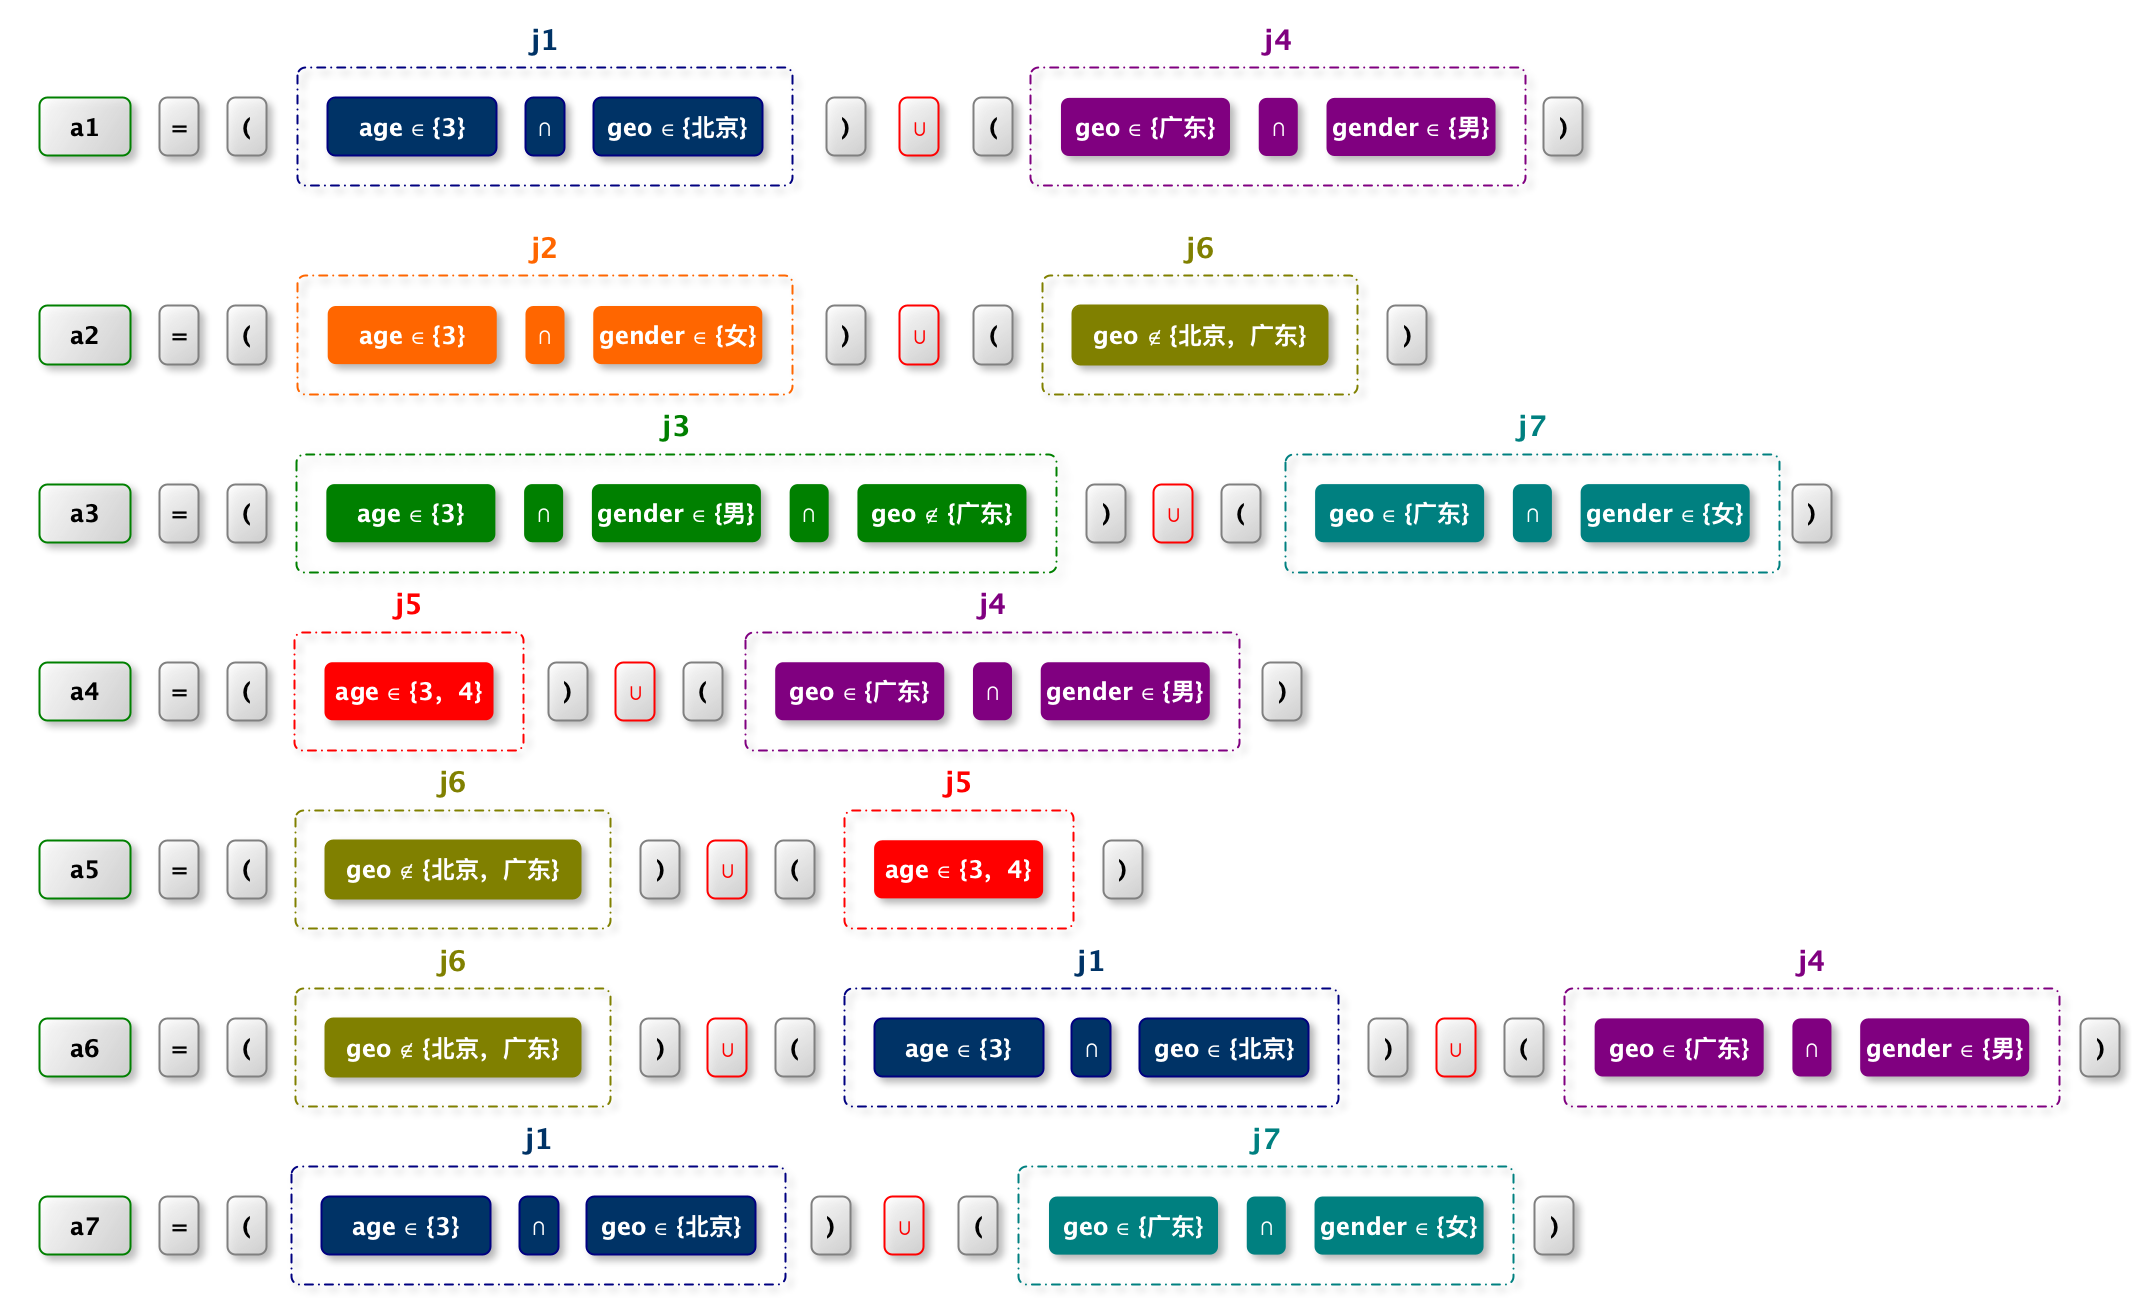 j1 j4
a1 = ( age ∈ {3} ∩ geo ∈ {北京} ) ∪ ( geo ∈ {广东} ∩ gender ∈ {男} )
j2 j6
a2 = ( age ∈ {3} ∩ gender ∈ {女} ) ∪ ( geo ∉ {北京，广东} )
j3 j7
a3 = ( age ∈ {3} ∩ gender ∈ {男} ∩ geo ∉ {广东} ) ∪ ( geo ∈ {广东} ∩ gender ∈ {女} )
j5 j4
a4 = ( age ∈ {3，4} ) ∪ ( geo ∈ {广东} ∩ gender ∈ {男} )
j6 j5
a5 = ( geo ∉ {北京，广东} ) ∪ ( age ∈ {3，4} )
j6 j1 j4
a6 = ( geo ∉ {北京，广东} ) ∪ ( age ∈ {3} ∩ geo ∈ {北京} ) ∪ ( geo ∈ {广东} ∩ gender ∈ {男} )
j1 j7
a7 = ( age ∈ {3} ∩ geo ∈ {北京} ) ∪ ( geo ∈ {广东} ∩ gender ∈ {女} )